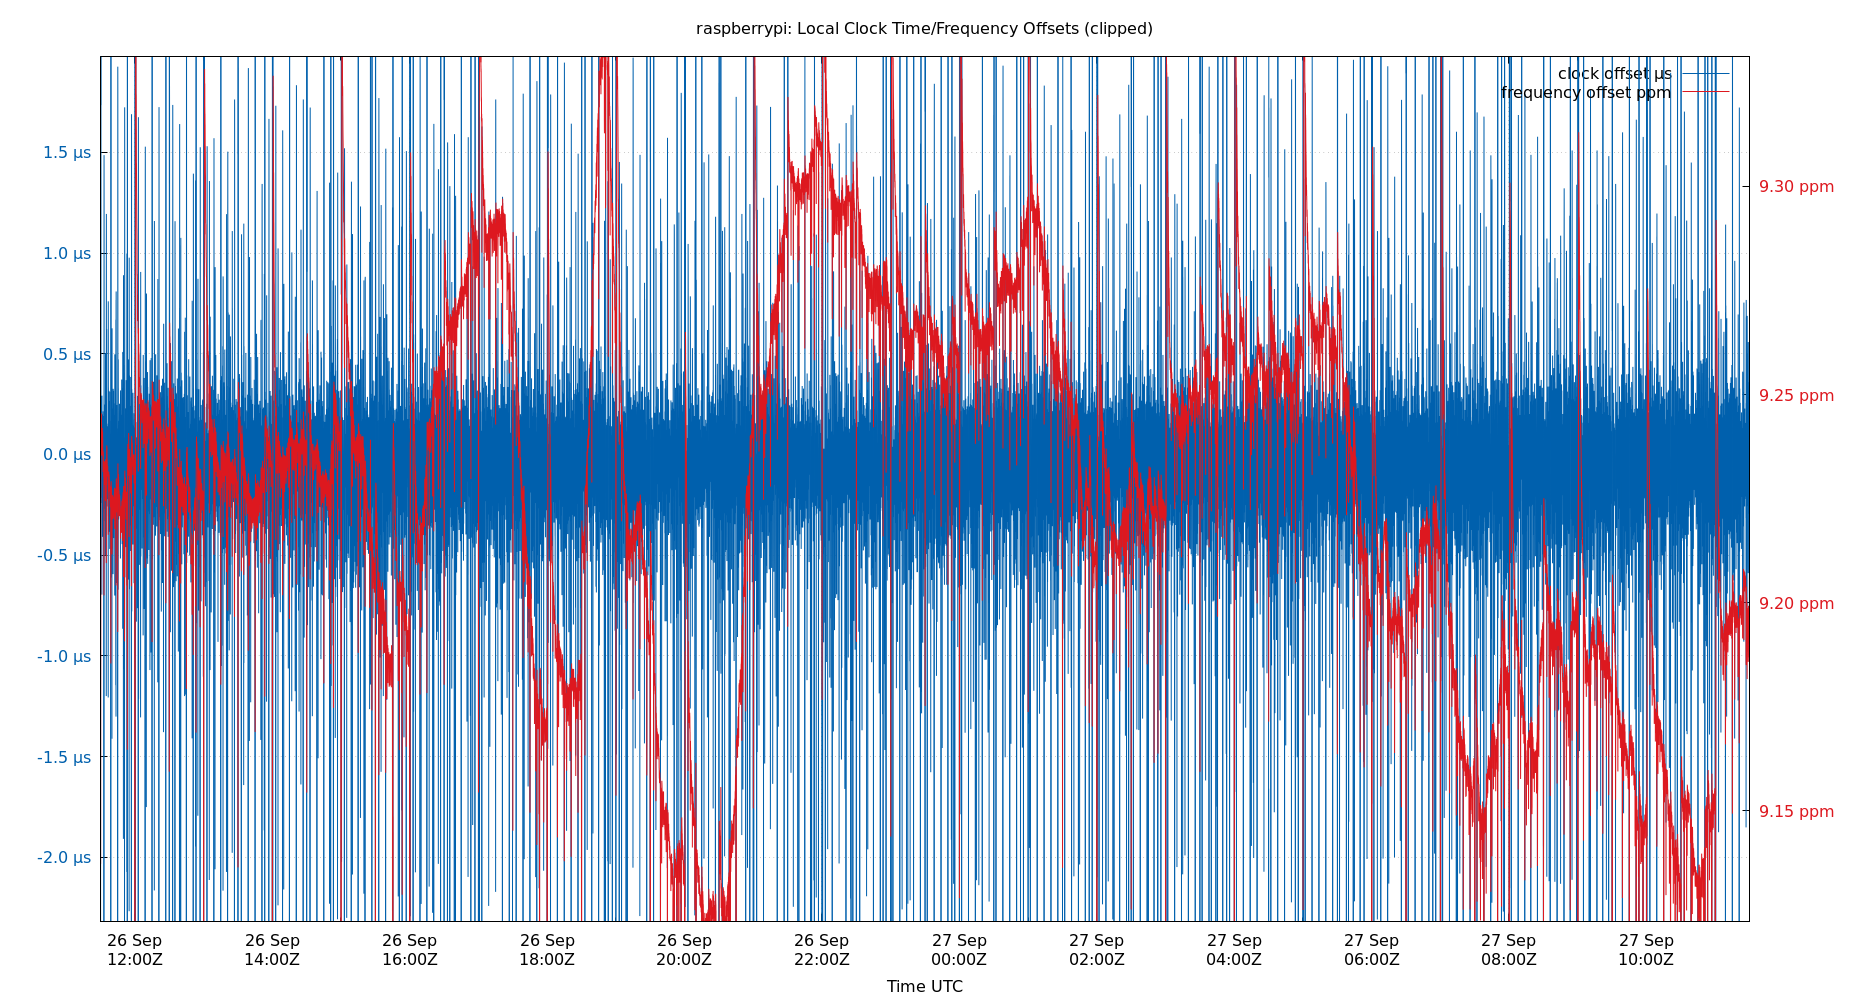 raspberrypi: Local Clock Time/Frequency Offsets (clipped)
clock offset µs
frequency offset ppm
1.5 µs
1.0 µs
0.5 µs
0.0 µs
-0.5 µs
-1.0 µs
-1.5 µs
-2.0 µs
9.30 ppm
9.25 ppm
9.20 ppm
9.15 ppm
26 Sep 26 Sep 26 Sep 26 Sep 26 Sep 26 Sep 27 Sep 27 Sep 27 Sep 27 Sep 27 Sep 27 Sep
12:00Z 14:00Z 16:00Z 18:00Z 20:00Z 22:00Z 00:00Z 02:00Z 04:00Z 06:00Z 08:00Z 10:00Z
Time UTC